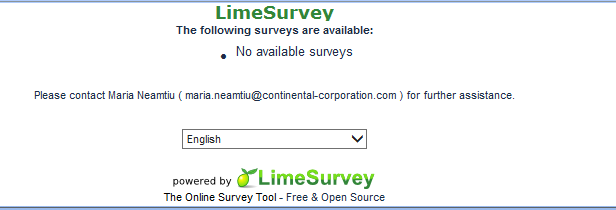 LimeSurvey
The following surveys are available:
No available surveys
Please contact Maria Neamtiu ( maria.neamtiu@continental-corporation.com ) for further assistance.
English
powered by LimeSurvey
The Online Survey Tool - Free & Open Source